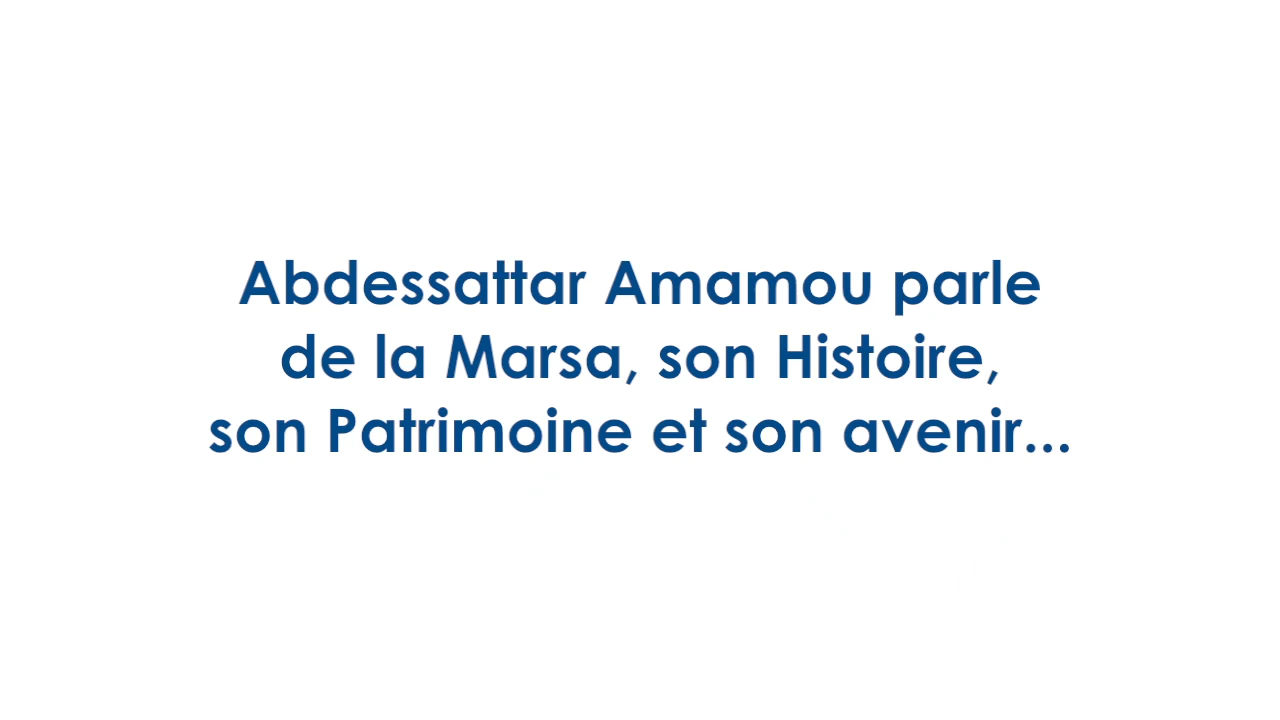 Abdessattar Amamou parle
de la Marsa, son Histoire,
son Patrimoine et son avenir...